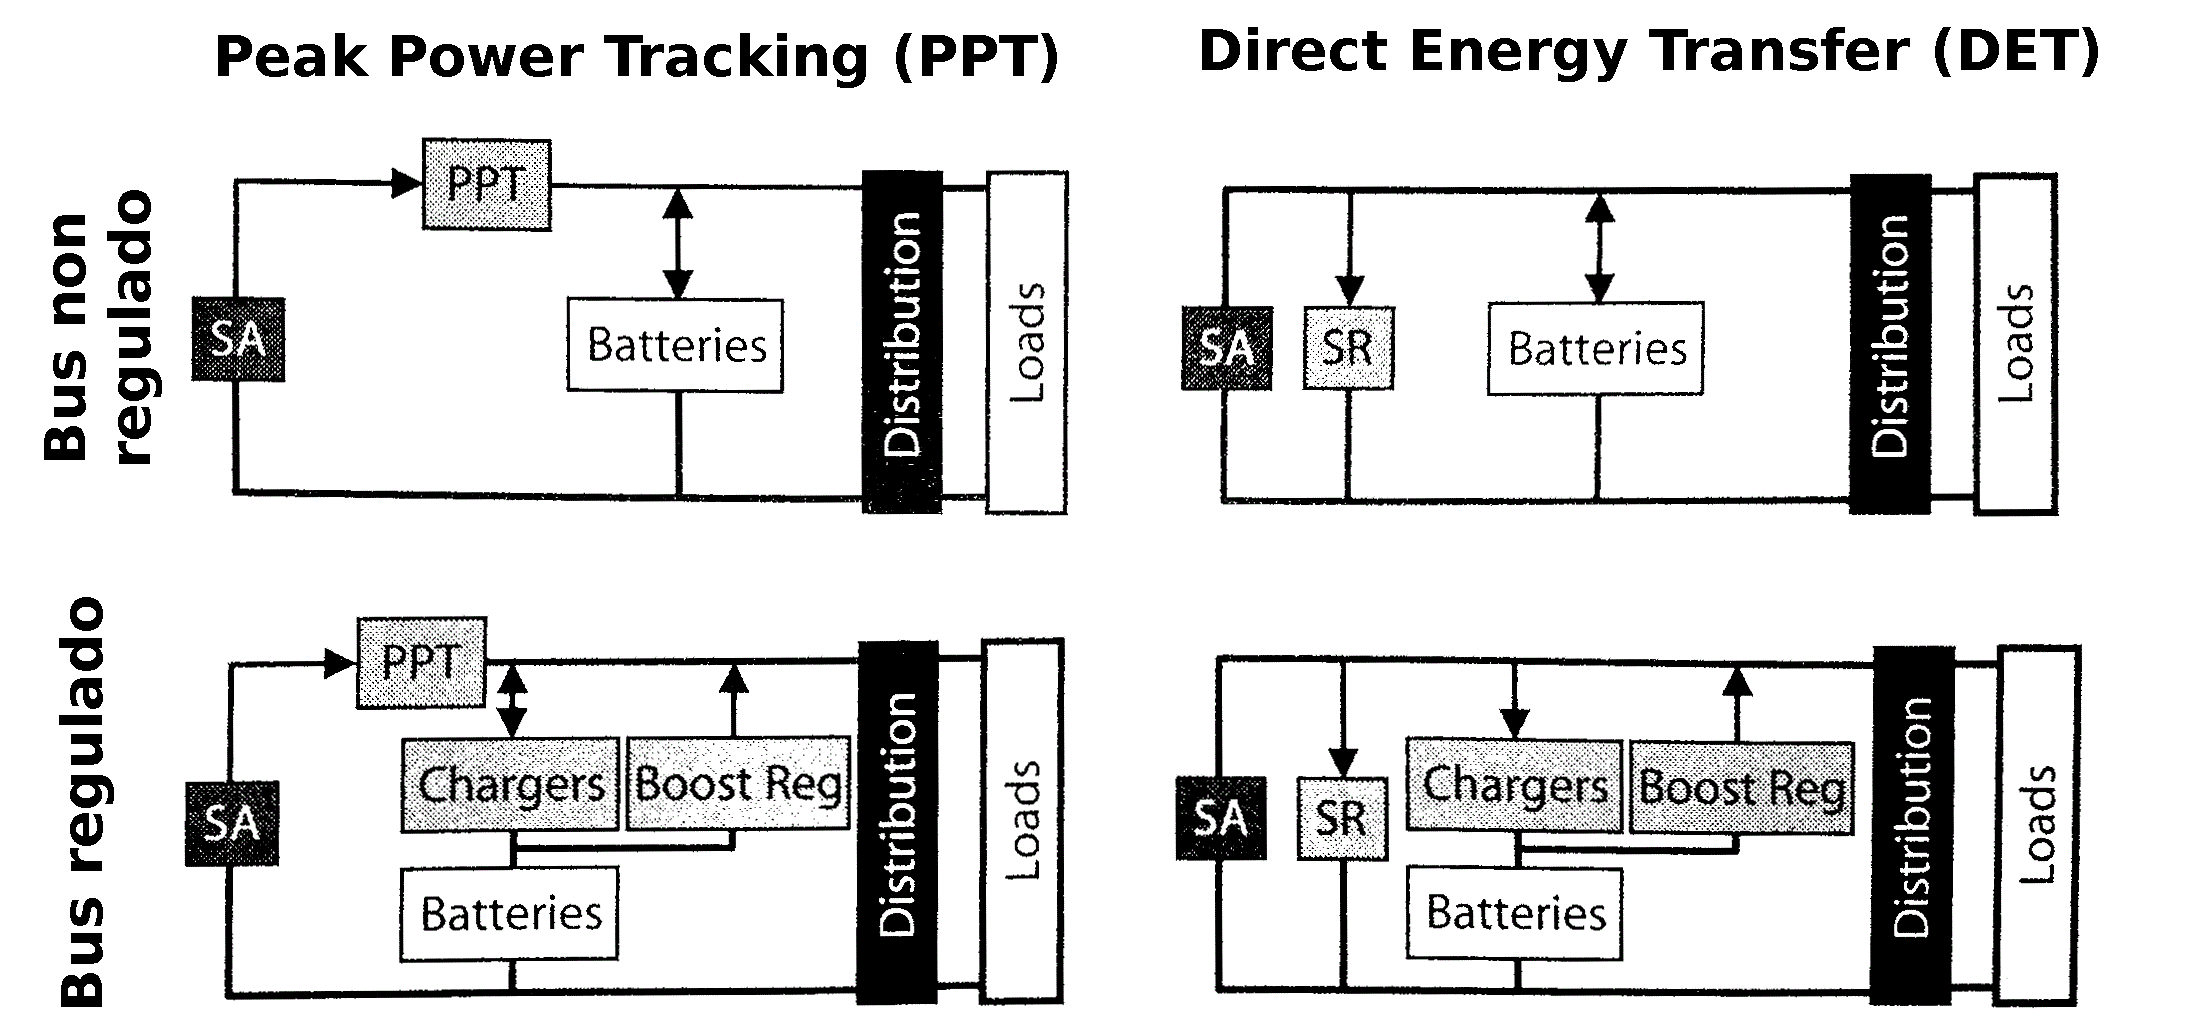 Peak Power Tracking (PPT)
Direct Energy Transfer (DET)
Bus non
regulado
PPT
SA
Batteries
Distribution
Loads
SA
SR
Batteries
Distribution
Loads
Bus regulado
PPT
SA
Chargers
Boost Reg
Batteries
Distribution
Loads
SA
SR
Chargers
Boost Reg
Batteries
Distribution
Loads